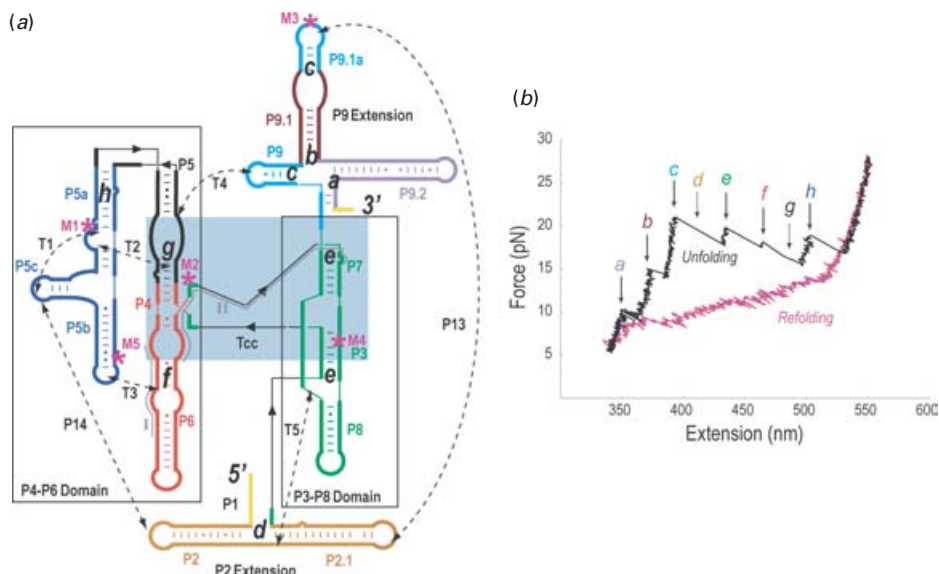 (a)
M3
P9.1a
c
P9.1
P9 Extension
b
P9
c
P9.2
a
3'
T4
P5
P5a
h
M1
T1
T2
P5c
g
M2
P4
P5b
M5
T3
f
P6
P14
P4-P6 Domain
e
P7
Tcc
M4
P3
e
T5
P8
P3-P8 Domain
P13
5'
P1
d
P2
P2.1
P2 Extension
(b)
30
25
20
15
10
5
Force (pN)
a
b
c
d
e
f
g
h
Unfolding
Refolding
350
400
450
500
550
600
Extension (nm)